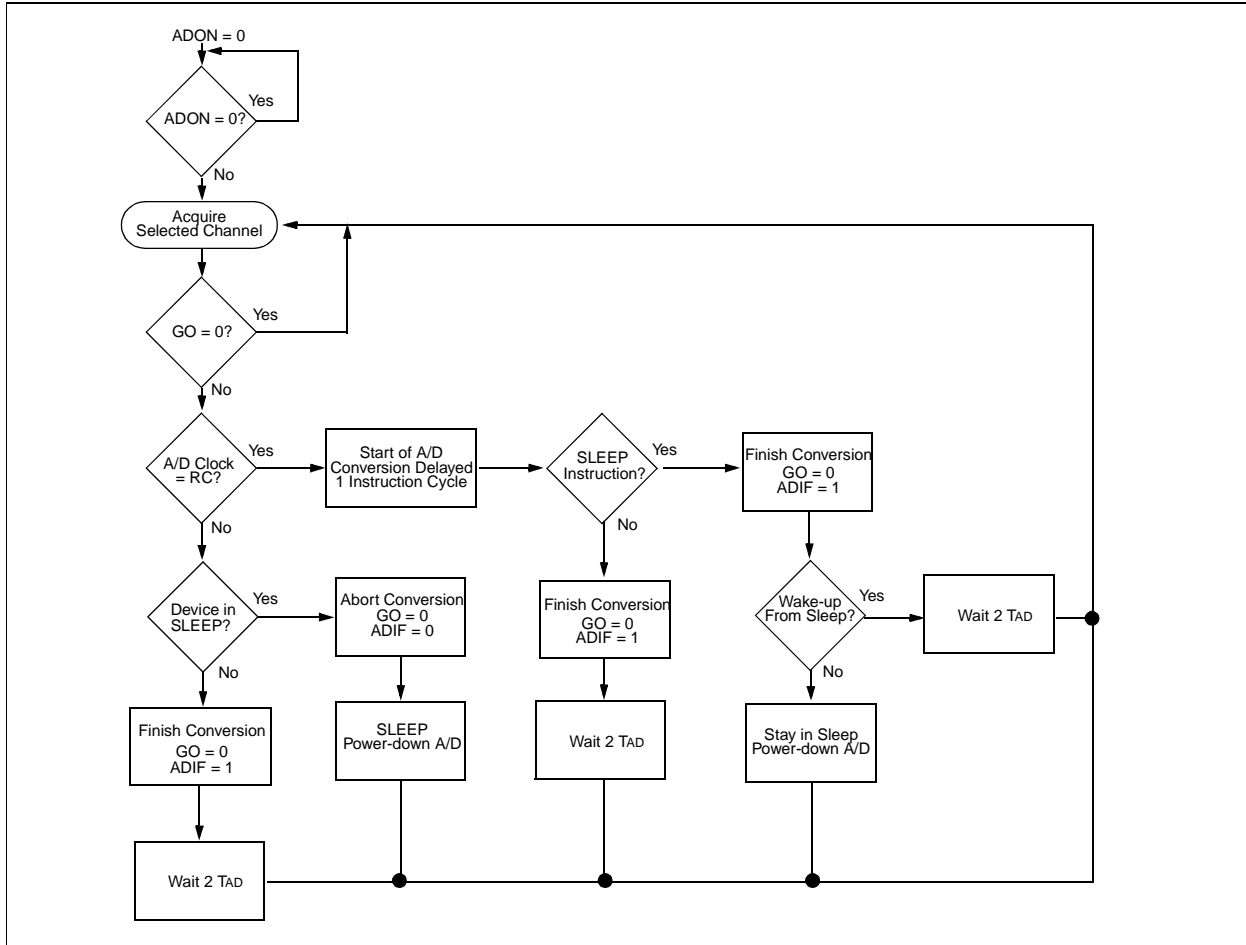 ADON = 0
Yes
ADON = 0?
No
Acquire
Selected Channel
Yes
GO = 0?
No
Yes
A/D Clock
= RC?
No
Start of A/D
Conversion Delayed
1 Instruction Cycle
Yes
SLEEP
Instruction?
No
Finish Conversion
GO = 0
ADIF = 1
Yes
Device in
SLEEP?
No
Abort Conversion
GO = 0
ADIF = 0
Finish Conversion
GO = 0
ADIF = 1
Yes
Wake-up
From Sleep?
No
Wait 2 TAD
Finish Conversion
GO = 0
ADIF = 1
SLEEP
Power-down A/D
Wait 2 TAD
Stay in Sleep
Power-down A/D
Wait 2 TAD